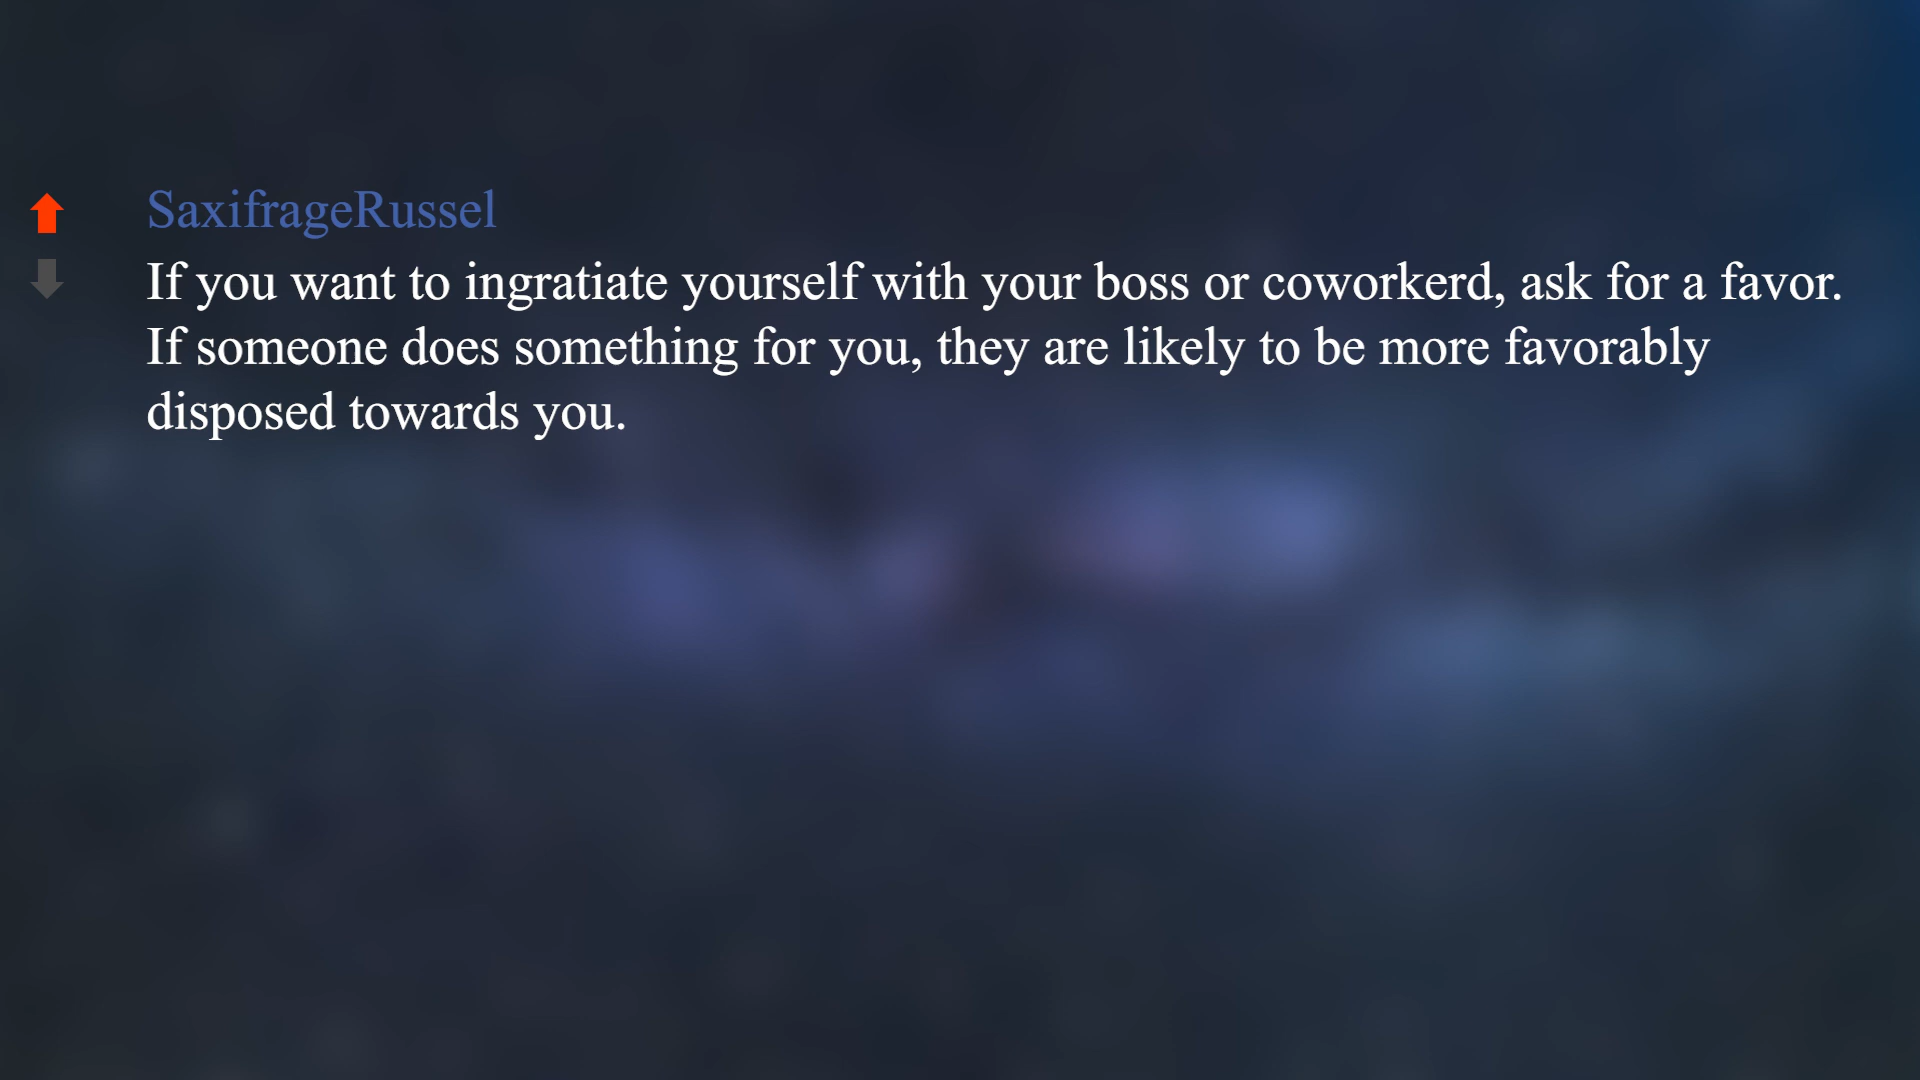 SaxifrageRussel
If you want to ingratiate yourself with your boss or coworkerd, ask for a favor.
If someone does something for you, they are likely to be more favorably
disposed towards you.